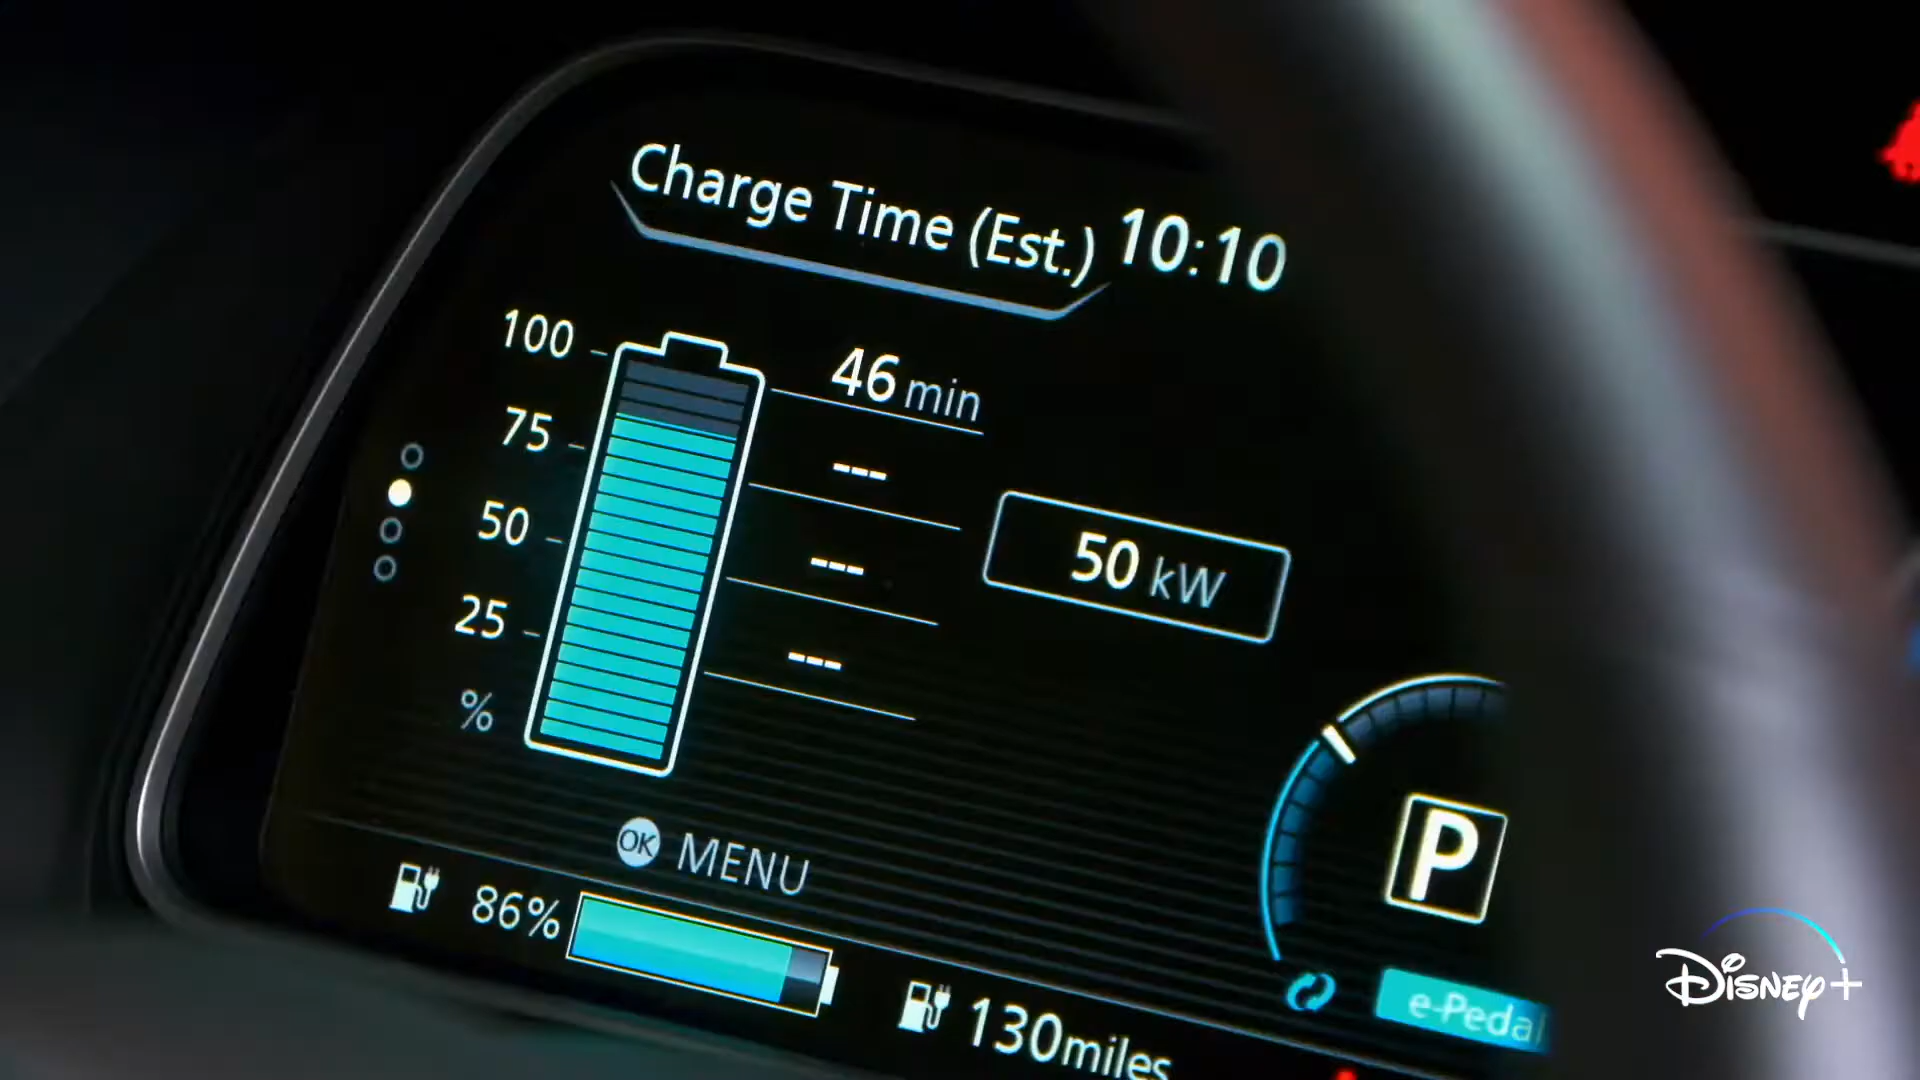 Charge Time (Est.) 10:10
100
46 min
75
---
50
---
50 kW
25
---
%
P
OK MENU
86%
130miles
e-Pedal
Disney+